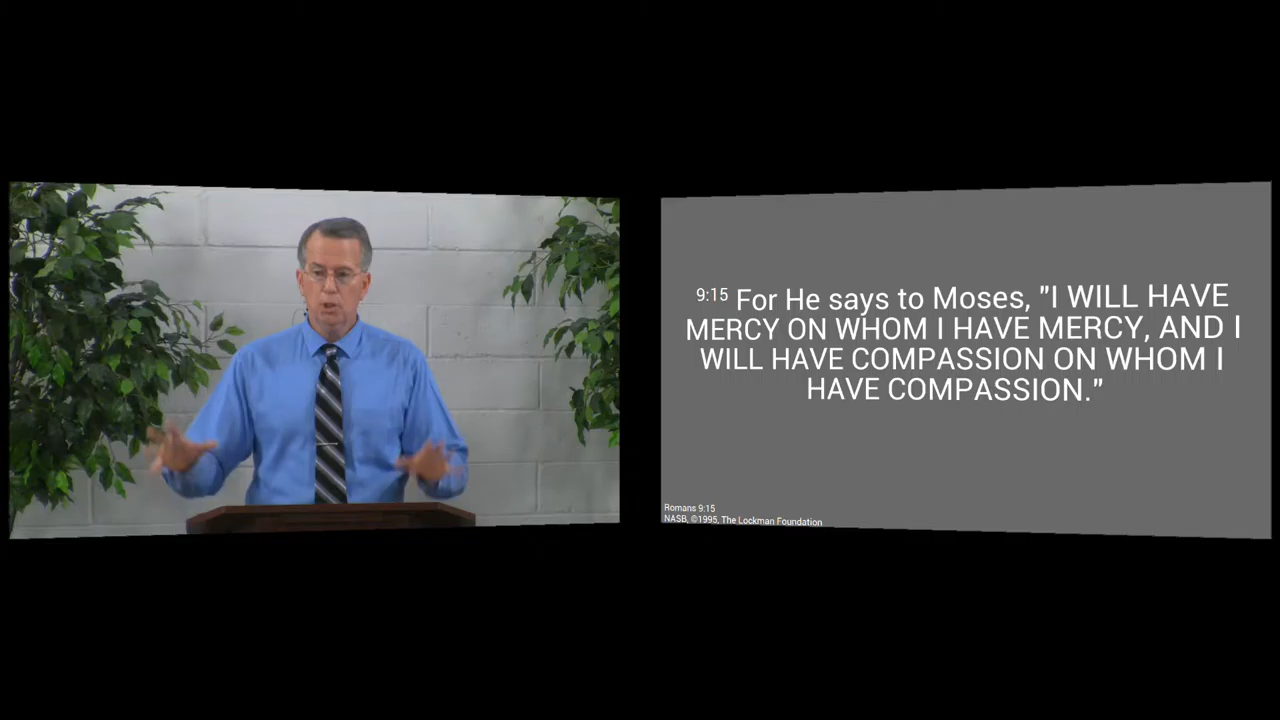 9:15 For He says to Moses, "I WILL HAVE
MERCY ON WHOM I HAVE MERCY, AND I
WILL HAVE COMPASSION ON WHOM I
HAVE COMPASSION."
Romans 9:15
NASB, ©1995, The Lockman Foundation